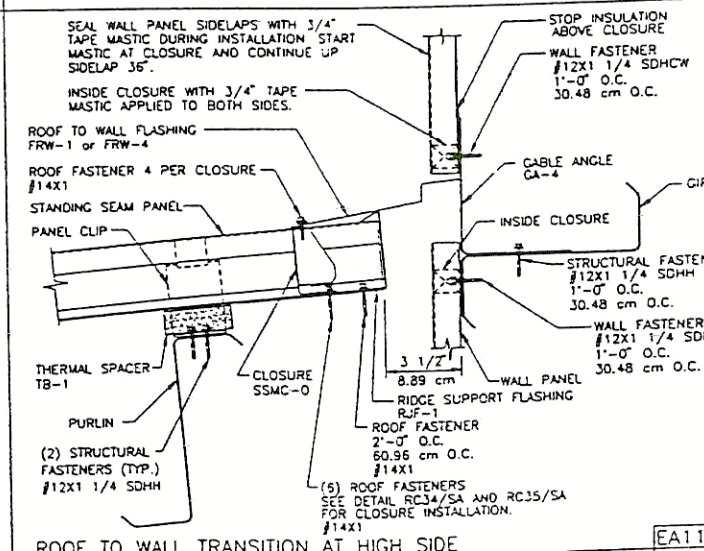 SEAL WALL PANEL SIDELAPS WITH 3/4"
TAPE MASTIC DURING INSTALLATION START
MASTIC AT CLOSURE AND CONTINUE UP
SIDELAP 36".
INSIDE CLOSURE WITH 3/4" TAPE
MASTIC APPLIED TO BOTH SIDES.
ROOF TO WALL FLASHING
FRW-1 or FRW-4
ROOF FASTENER 4 PER CLOSURE
#14X1
STANDING SEAM PANEL
PANEL CLIP
THERMAL SPACER
TB-1
PURLIN
(2) STRUCTURAL
FASTENERS (TYP.)
#12X1 1/4 SDHH
CLOSURE
SSMC-O
STOP INSULATION
ABOVE CLOSURE
WALL FASTENER
#12X1 1/4 SDHCW
1'-0" O.C.
30.48 cm O.C.
GABLE ANGLE
GA-4
INSIDE CLOSURE
STRUCTURAL FASTEN
#12X1 1/4 SDHH
1'-0" O.C.
30.48 cm O.C.
WALL FASTENER
#12X1 1/4
1'-0" O.C.
30.48 cm O.C.
WALL PANEL
3 1/2"
8.89 cm
RIDGE SUPPORT FLASHING
ROOF FASTENER
2'-0" O.C.
60.96 cm O.C.
#14X1
ROOF FASTENERS
SEE DETAIL RC34/SA AND RC35/SA
FOR CLOSURE INSTALLATION.
#14X1
ROOF TO WALL TRANSITION AT HIGH SIDE
EA11